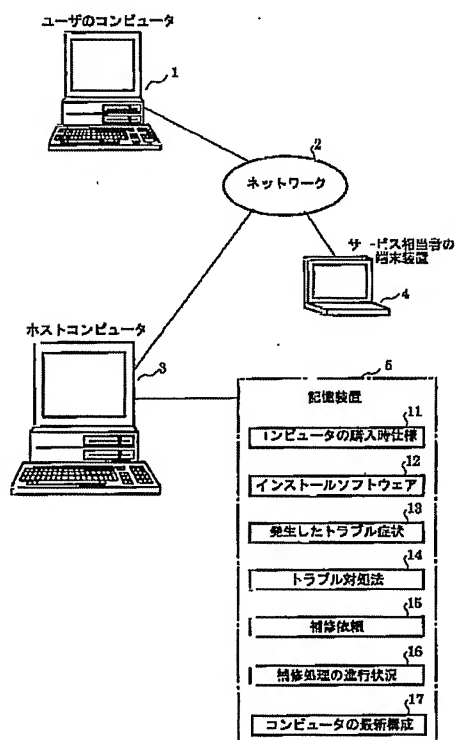 ユーザのコンピュータ
1
2
ネットワーク
サービス相当者の
端末装置
4
ホストコンピュータ
3
5
記憶装置
11
コンピュータの購入時仕様
12
インストールソフトウェア
13
発生したトラブル症状
14
トラブル対処法
15
補修依頼
16
補修処理の進行状況
17
コンピュータの最新構成